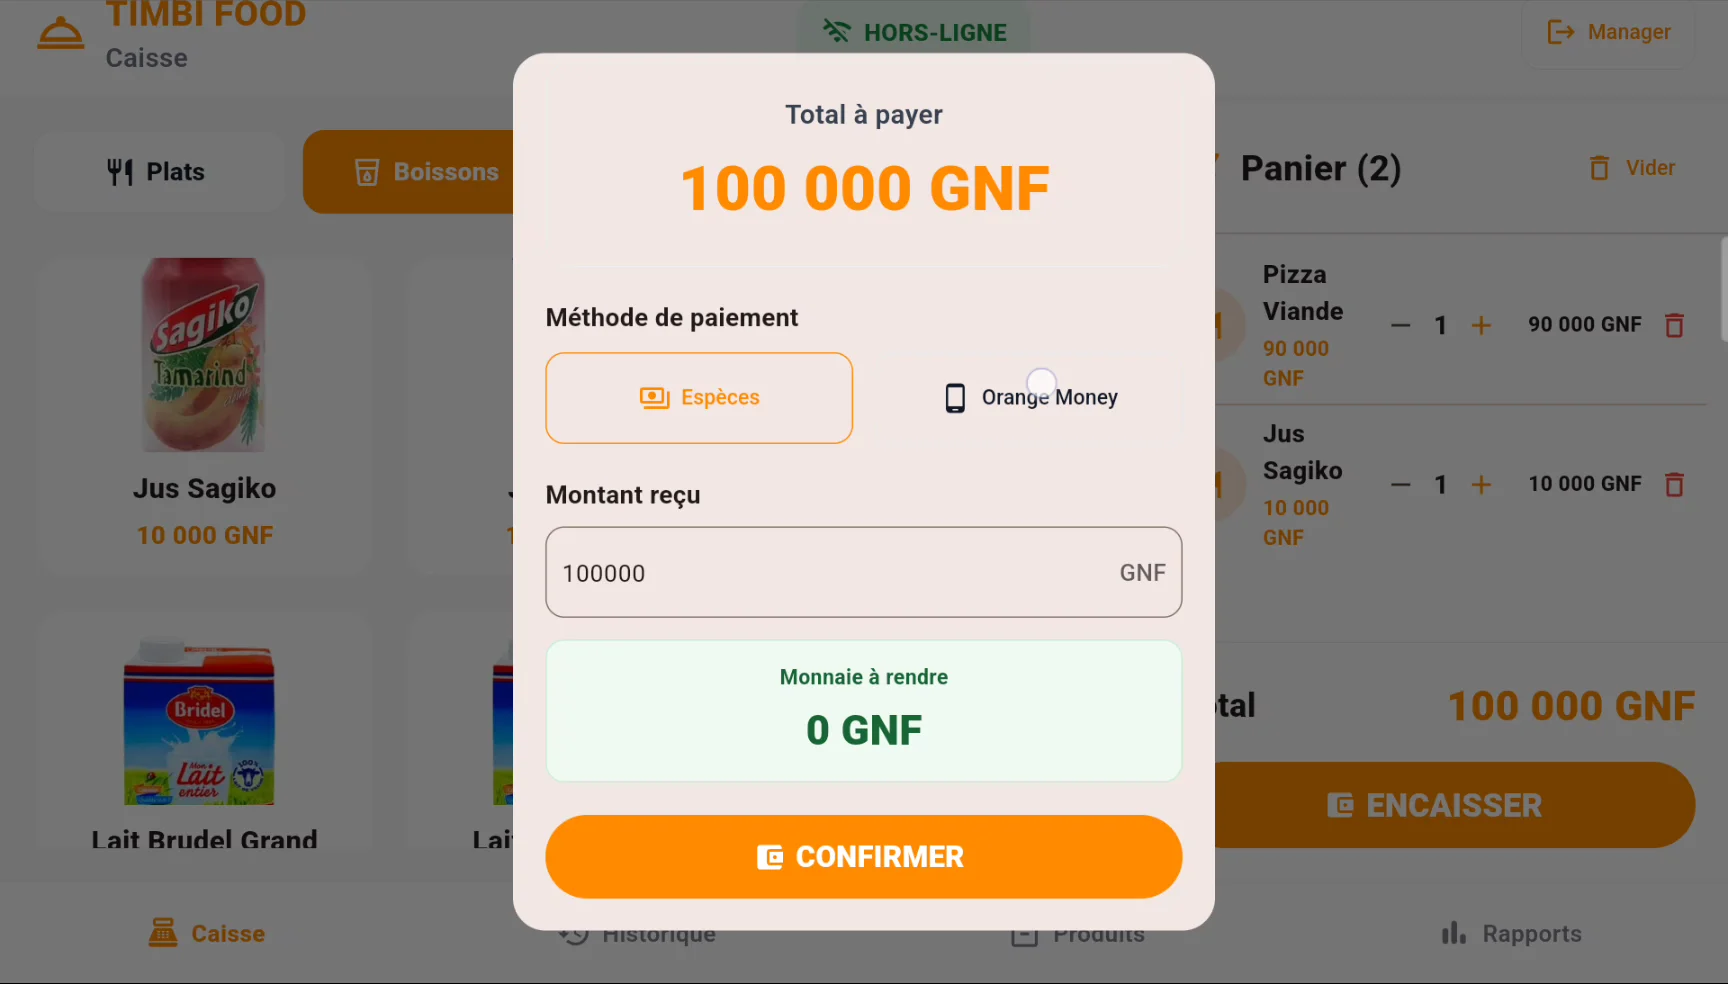 TIMBI FOOD
Caisse
HORS-LIGNE
Manager
Plats
Boissons
Sagiko
Tamarind
Jus Sagiko
10 000 GNF
Bridel
Mon
Lait
entier
100%
Lait Brudel Grand
Total à payer
100 000 GNF
Méthode de paiement
Espèces
Orange Money
Montant reçu
100000 GNF
Monnaie à rendre
0 GNF
CONFIRMER
Panier (2)
Vider
Pizza
Viande
90 000
GNF
1
90 000 GNF
Jus
Sagiko
10 000
GNF
1
10 000 GNF
100 000 GNF
ENCAISSER
Caisse
Historique
Produits
Rapports